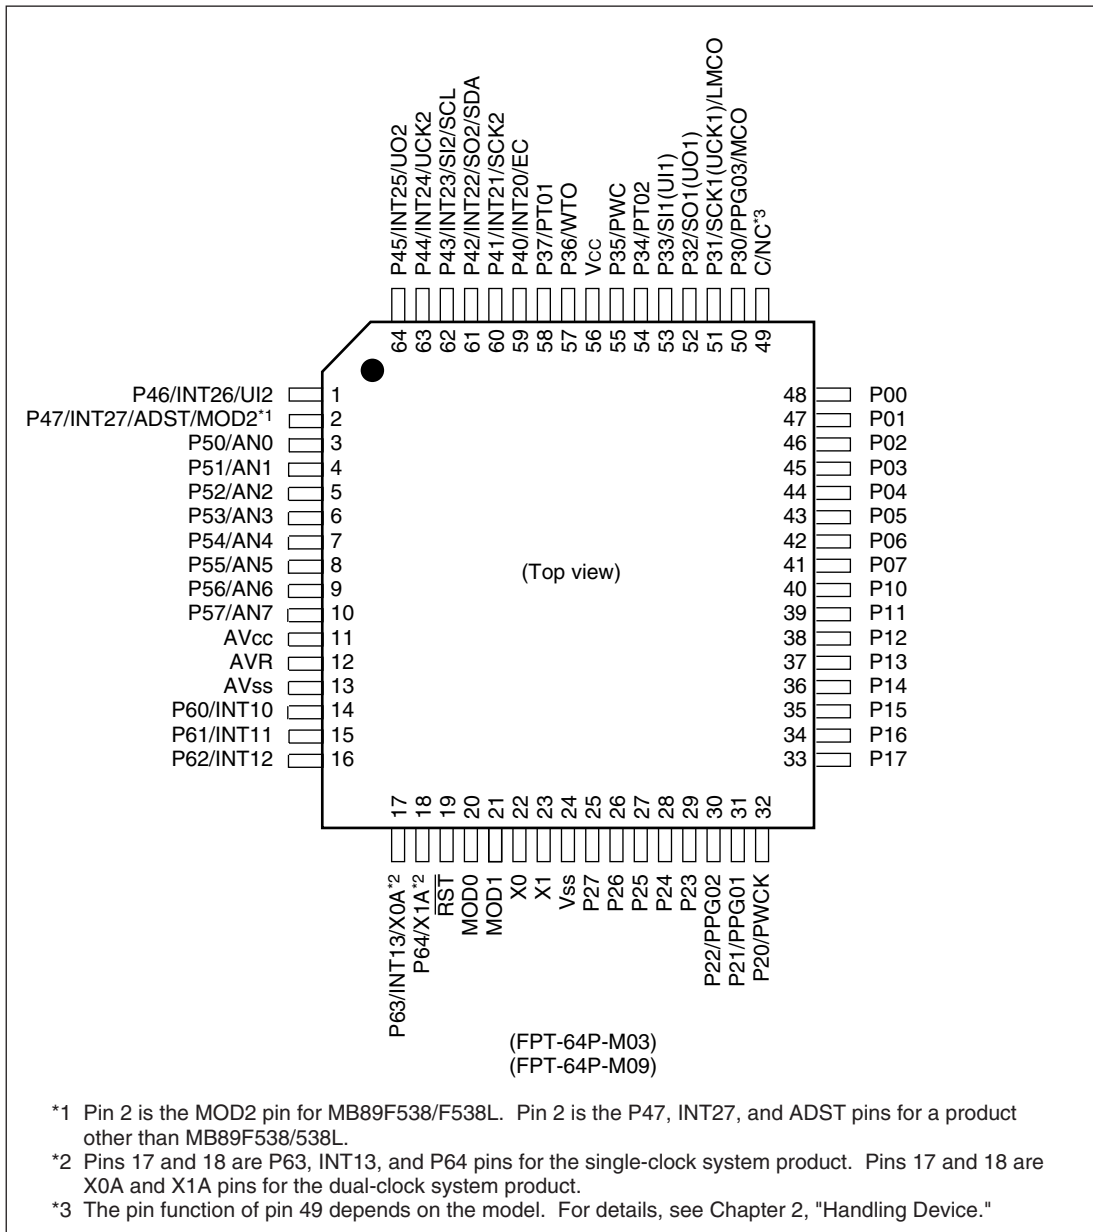 P45/INT25/UO2
P44/INT24/UCK2
P43/INT23/SI2/SCL
P42/INT22/SO2/SDA
P41/INT21/SCK2
P40/INT20/EC
P37/PT01
P36/WTO
Vcc
P35/PWC
P34/PT02
P33/SI1(UI1)
P32/SO1(UO1)
P31/SCK1(UCK1)/LMCO
P30/PPG03/MCO
C/NC*3
64
63
62
61
60
59
58
57
56
55
54
53
52
51
50
49
P46/INT26/UI2 1
P47/INT27/ADST/MOD2*1 2
P50/AN0 3
P51/AN1 4
P52/AN2 5
P53/AN3 6
P54/AN4 7
P55/AN5 8
P56/AN6 9
P57/AN7 10
AVcc 11
AVR 12
AVss 13
P60/INT10 14
P61/INT11 15
P62/INT12 16
(Top view)
48 P00
47 P01
46 P02
45 P03
44 P04
43 P05
42 P06
41 P07
40 P10
39 P11
38 P12
37 P13
36 P14
35 P15
34 P16
33 P17
17
18
19
20
21
22
23
24
25
26
27
28
29
30
31
32
P63/INT13/X0A*2
P64/X1A*2
RST
MOD0
MOD1
X0
X1
Vss
P27
P26
P25
P24
P23
P22/PPG02
P21/PPG01
P20/PWCK
(FPT-64P-M03)
(FPT-64P-M09)
*1 Pin 2 is the MOD2 pin for MB89F538/F538L. Pin 2 is the P47, INT27, and ADST pins for a product
other than MB89F538/538L.
*2 Pins 17 and 18 are P63, INT13, and P64 pins for the single-clock system product. Pins 17 and 18 are
X0A and X1A pins for the dual-clock system product.
*3 The pin function of pin 49 depends on the model. For details, see Chapter 2, "Handling Device."